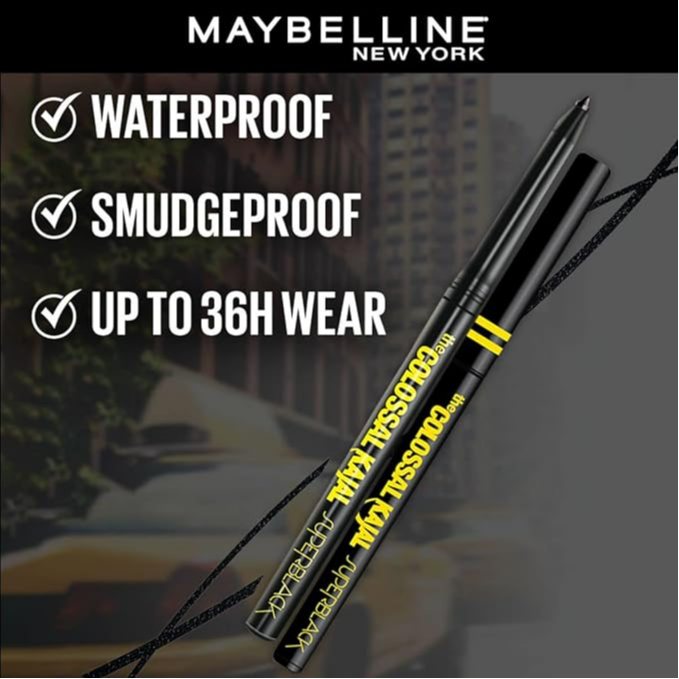 MAYBELLINE
NEW YORK
WATERPROOF
SMUDGEPROOF
UP TO 36H WEAR
the COLOSSAL KAJAL
SUPERBLACK
the COLOSSAL KAJAL
SUPERBLACK